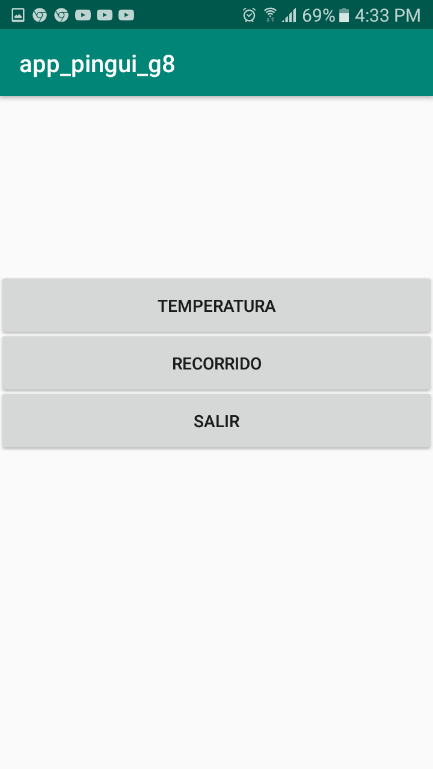 69% 4:33 PM
app_pingui_g8
TEMPERATURA
RECORRIDO
SALIR